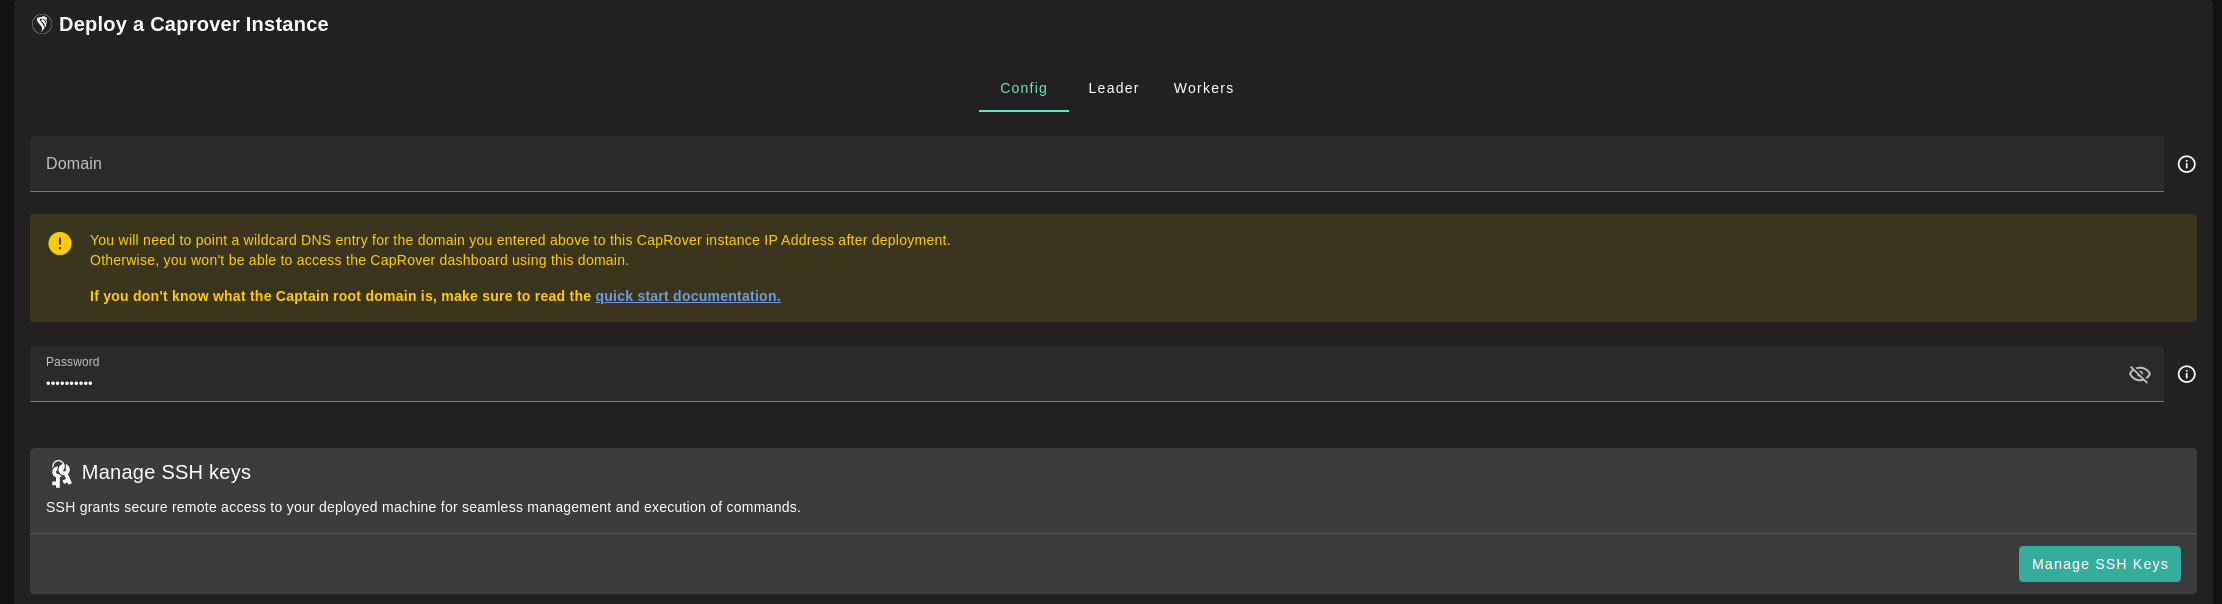 Deploy a Caprover Instance
Config Leader Workers
Domain
You will need to point a wildcard DNS entry for the domain you entered above to this CapRover instance IP Address after deployment.
Otherwise, you won't be able to access the CapRover dashboard using this domain.
If you don't know what the Captain root domain is, make sure to read the quick start documentation.
Password
••••••••••
Manage SSH keys
SSH grants secure remote access to your deployed machine for seamless management and execution of commands.
Manage SSH Keys